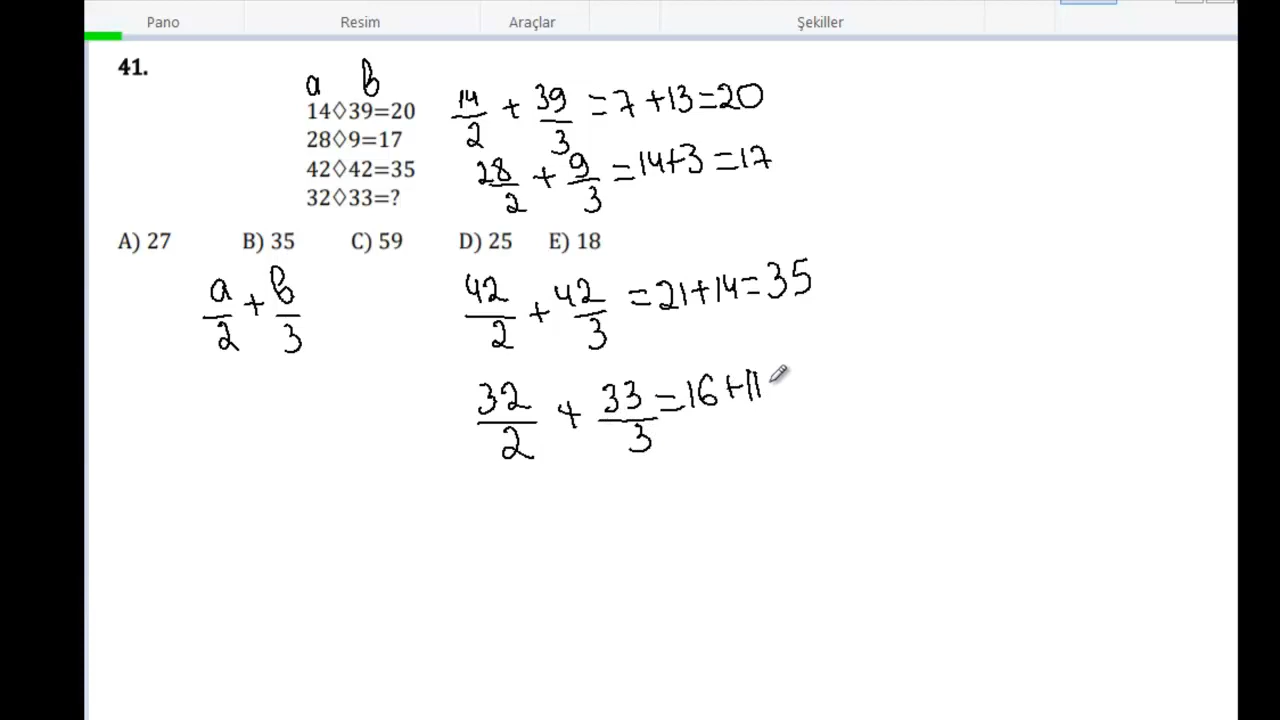 Pano Resim Araçlar Şekiller
41.
a b
14◊39=20
28◊9=17
42◊42=35
32◊33=?
14/2 + 39/3 = 7 + 13 = 20
28/2 + 9/3 = 14 + 3 = 17
A) 27 B) 35 C) 59 D) 25 E) 18
a/2 + b/3
42/2 + 42/3 = 21 + 14 = 35
32/2 + 33/3 = 16 + 11